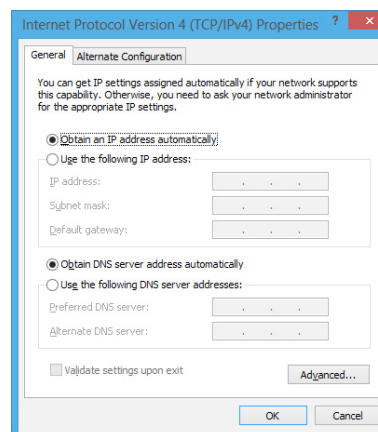 Internet Protocol Version 4 (TCP/IPv4) Properties ? ×
General Alternate Configuration
You can get IP settings assigned automatically if your network supports
this capability. Otherwise, you need to ask your network administrator
for the appropriate IP settings.
Obtain an IP address automatically
Use the following IP address:
IP address: . . .
Subnet mask: . . .
Default gateway: . . .
Obtain DNS server address automatically
Use the following DNS server addresses:
Preferred DNS server: . . .
Alternate DNS server: . . .
Validate settings upon exit
Advanced...
OK Cancel